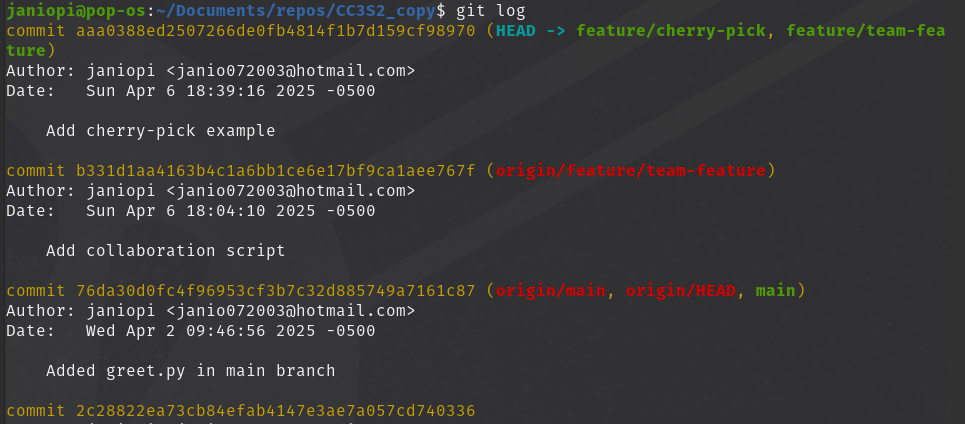 janiopi@pop-os:~/Documents/repos/CC3S2_copy$ git log
commit aaa0388ed2507266de0fb4814f1b7d159cf98970 (HEAD -> feature/cherry-pick, feature/team-fea
ture)
Author: janiopi <janio072003@hotmail.com>
Date:   Sun Apr 6 18:39:16 2025 -0500
    Add cherry-pick example
commit b331d1aa4163b4c1a6bb1ce6e17bf9ca1aee767f (origin/feature/team-feature)
Author: janiopi <janio072003@hotmail.com>
Date:   Sun Apr 6 18:04:10 2025 -0500
    Add collaboration script
commit 76da30d0fc4f96953cf3b7c32d885749a7161c87 (origin/main, origin/HEAD, main)
Author: janiopi <janio072003@hotmail.com>
Date:   Wed Apr 2 09:46:56 2025 -0500
    Added greet.py in main branch
commit 2c28822ea73cb84efab4147e3ae7a057cd740336